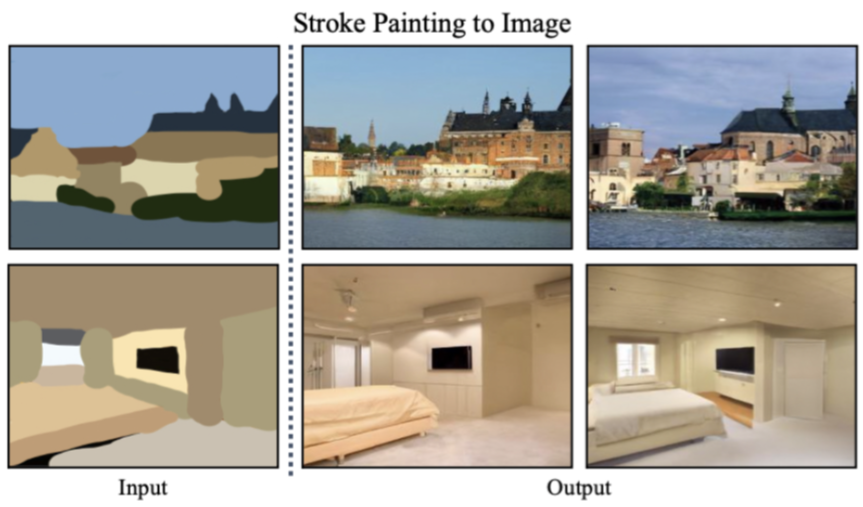 Stroke Painting to Image
Input
Output